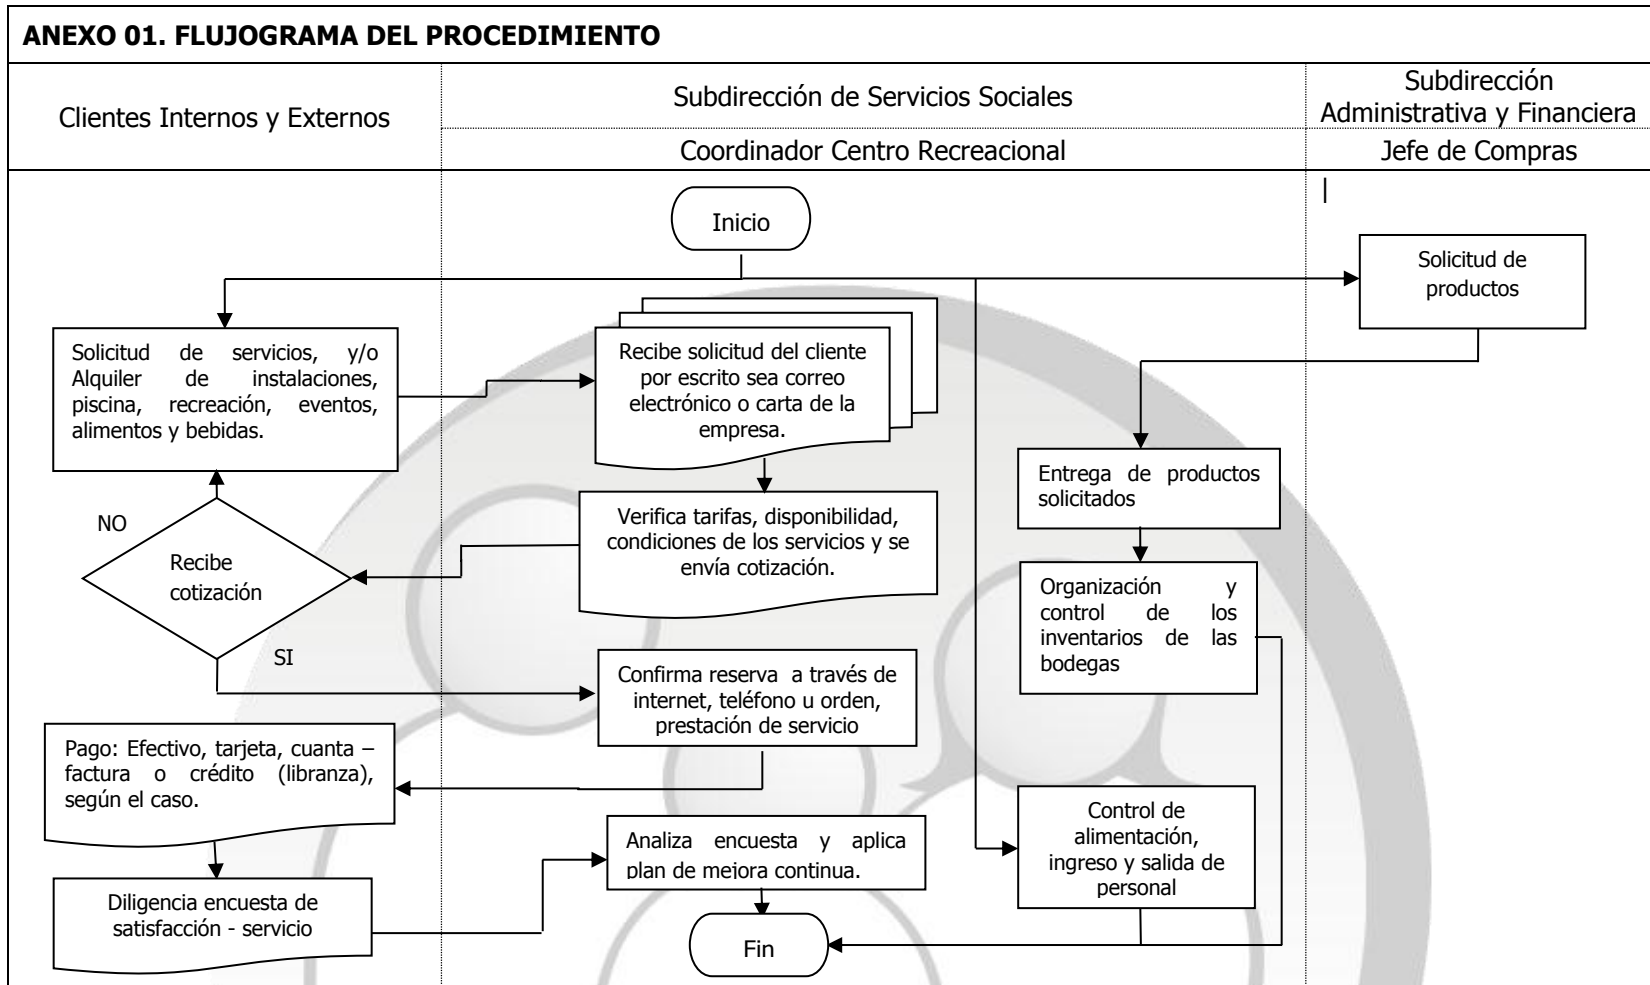 ANEXO 01. FLUJOGRAMA DEL PROCEDIMIENTO
Clientes Internos y Externos
Subdirección de Servicios Sociales
Subdirección
Administrativa y Financiera
Coordinador Centro Recreacional
Jefe de Compras
|
Inicio
Solicitud de
productos
Solicitud de servicios, y/o
Alquiler de instalaciones,
piscina, recreación, eventos,
alimentos y bebidas.
Recibe solicitud del cliente
por escrito sea correo
electrónico o carta de la
empresa.
Entrega de productos
solicitados
NO
Verifica tarifas, disponibilidad,
condiciones de los servicios y se
envía cotización.
Recibe
cotización
Organización y
control de los
inventarios de las
bodegas
SI
Confirma reserva a través de
internet, teléfono u orden,
prestación de servicio
Pago: Efectivo, tarjeta, cuanta –
factura o crédito (libranza),
según el caso.
Control de
alimentación,
ingreso y salida de
personal
Analiza encuesta y aplica
plan de mejora continua.
Diligencia encuesta de
satisfacción - servicio
Fin